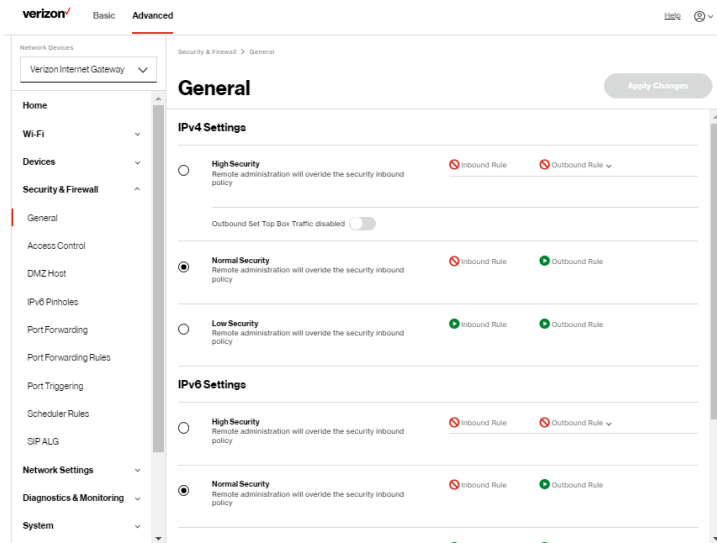 verizon
Basic
Advanced
Help
Network Devices
Verizon Internet Gateway
Home
Wi-Fi
Devices
Security & Firewall
General
Access Control
DMZ Host
IPv6 Pinholes
Port Forwarding
Port Forwarding Rules
Port Triggering
Scheduler Rules
SIP ALG
Network Settings
Diagnostics & Monitoring
System
Security & Firewall > General
General
Apply Changes
IPv4 Settings
High Security
Remote administration will overide the security inbound
policy
Inbound Rule
Outbound Rule
Outbound Set Top Box Traffic disabled
Normal Security
Remote administration will overide the security inbound
policy
Inbound Rule
Outbound Rule
Low Security
Remote administration will overide the security inbound
policy
Inbound Rule
Outbound Rule
IPv6 Settings
High Security
Remote administration will overide the security inbound
policy
Inbound Rule
Outbound Rule
Normal Security
Remote administration will overide the security inbound
policy
Inbound Rule
Outbound Rule